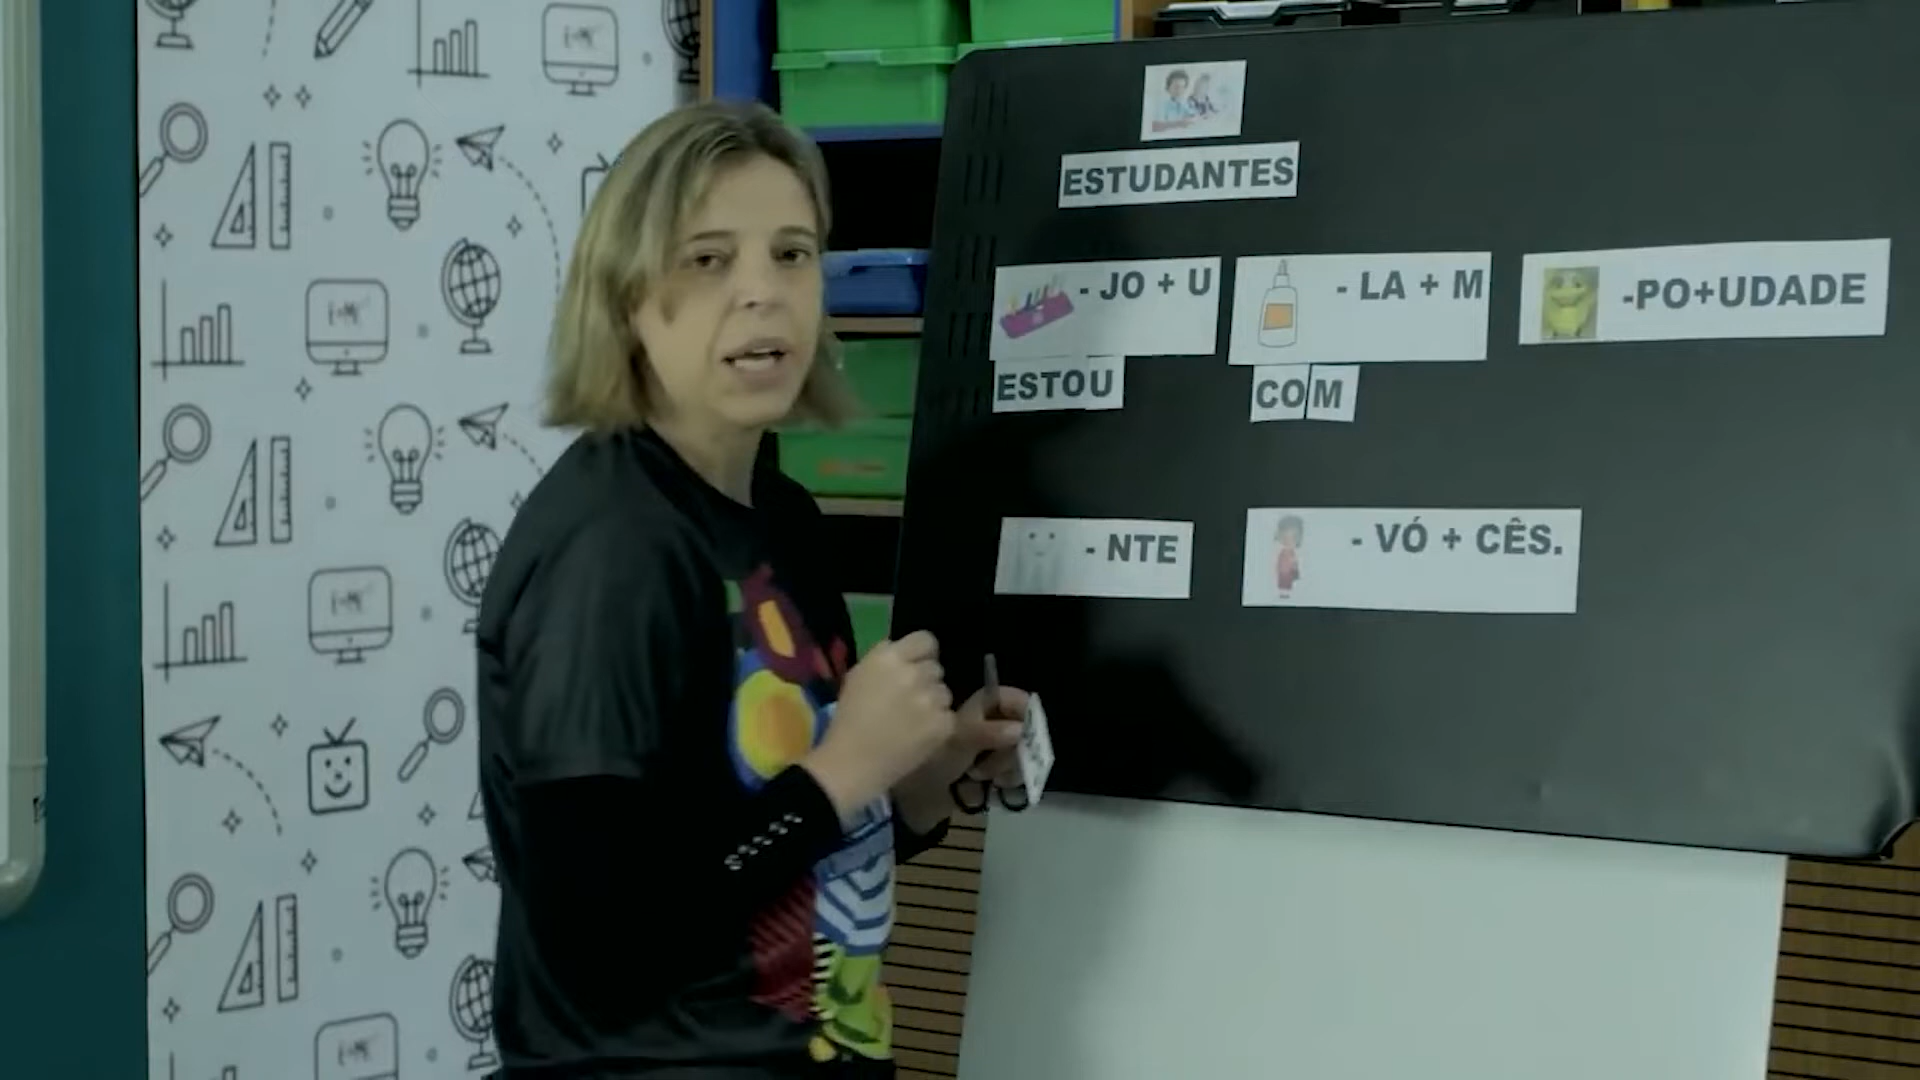 ESTUDANTES
- JO + U - LA + M -PO+UDADE
ESTOU COM
- NTE - VÓ + CÊS.